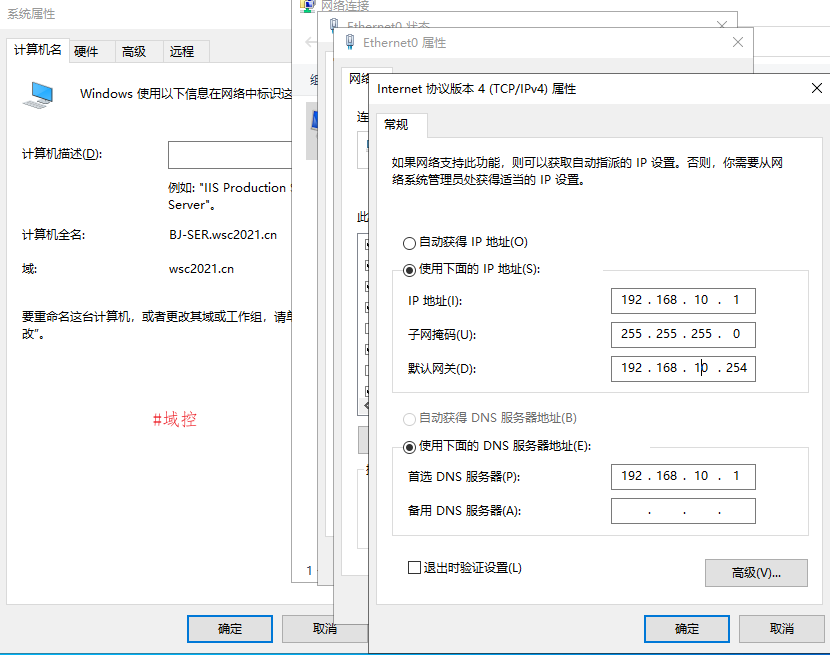 系统属性
网络连接
Ethernet0 状态
Ethernet0 属性
计算机名
硬件
高级
远程
Windows 使用以下信息在网络中标识这
计算机描述(D):
例如: "IIS Production
Server"。
计算机全名:
BJ-SER.wsc2021.cn
域:
wsc2021.cn
要重命名这台计算机，或者更改其域或工作组，请单
改"。
#域控
确定
取消
组
1
网络
连
此
Internet 协议版本 4 (TCP/IPv4) 属性
常规
如果网络支持此功能，则可以获取自动指派的 IP 设置。否则，你需要从网
络系统管理员处获得适当的 IP 设置。
自动获得 IP 地址(O)
使用下面的 IP 地址(S):
IP 地址(I):
192 . 168 . 10 . 1
子网掩码(U):
255 . 255 . 255 . 0
默认网关(D):
192 . 168 . 10 . 254
自动获得 DNS 服务器地址(B)
使用下面的 DNS 服务器地址(E):
首选 DNS 服务器(P):
192 . 168 . 10 . 1
备用 DNS 服务器(A):
. . .
退出时验证设置(L)
高级(V)...
确定
取消